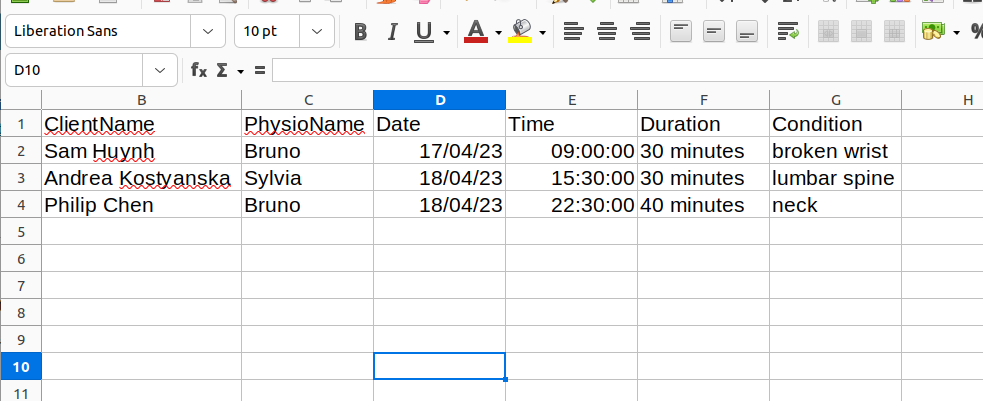 Liberation Sans 10 pt B I U A %
D10 fx Σ =
B C D E F G H
1 ClientName PhysioName Date Time Duration Condition
2 Sam Huynh Bruno 17/04/23 09:00:00 30 minutes broken wrist
3 Andrea Kostyanska Sylvia 18/04/23 15:30:00 30 minutes lumbar spine
4 Philip Chen Bruno 18/04/23 22:30:00 40 minutes neck
5
6
7
8
9
10
11